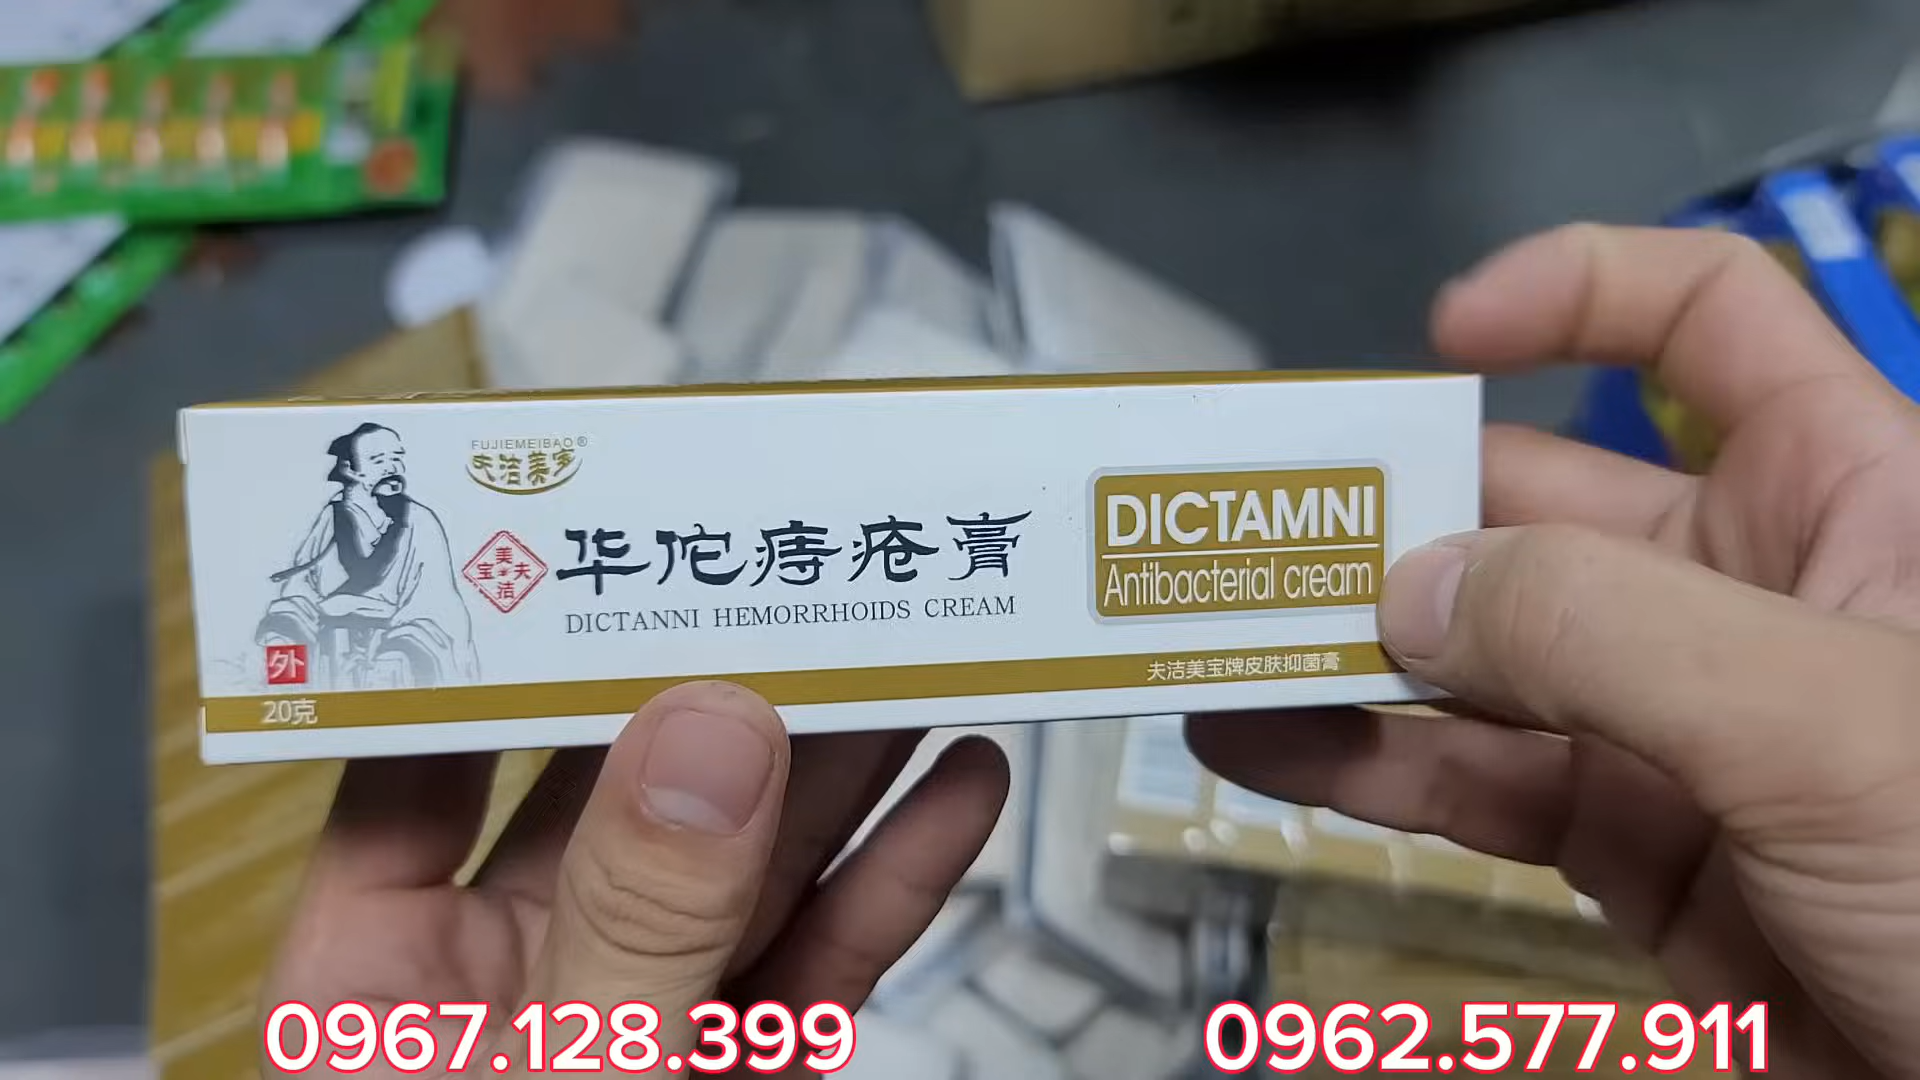 FUJIEMEIBAO®
夫洁美宝
美夫宝洁
华佗痔疮膏
DICTANNI HEMORRHOIDS CREAM
DICTAMNI
Antibacterial cream
外
20克
夫洁美宝牌皮肤抑菌膏
0967.128.399
0962.577.911